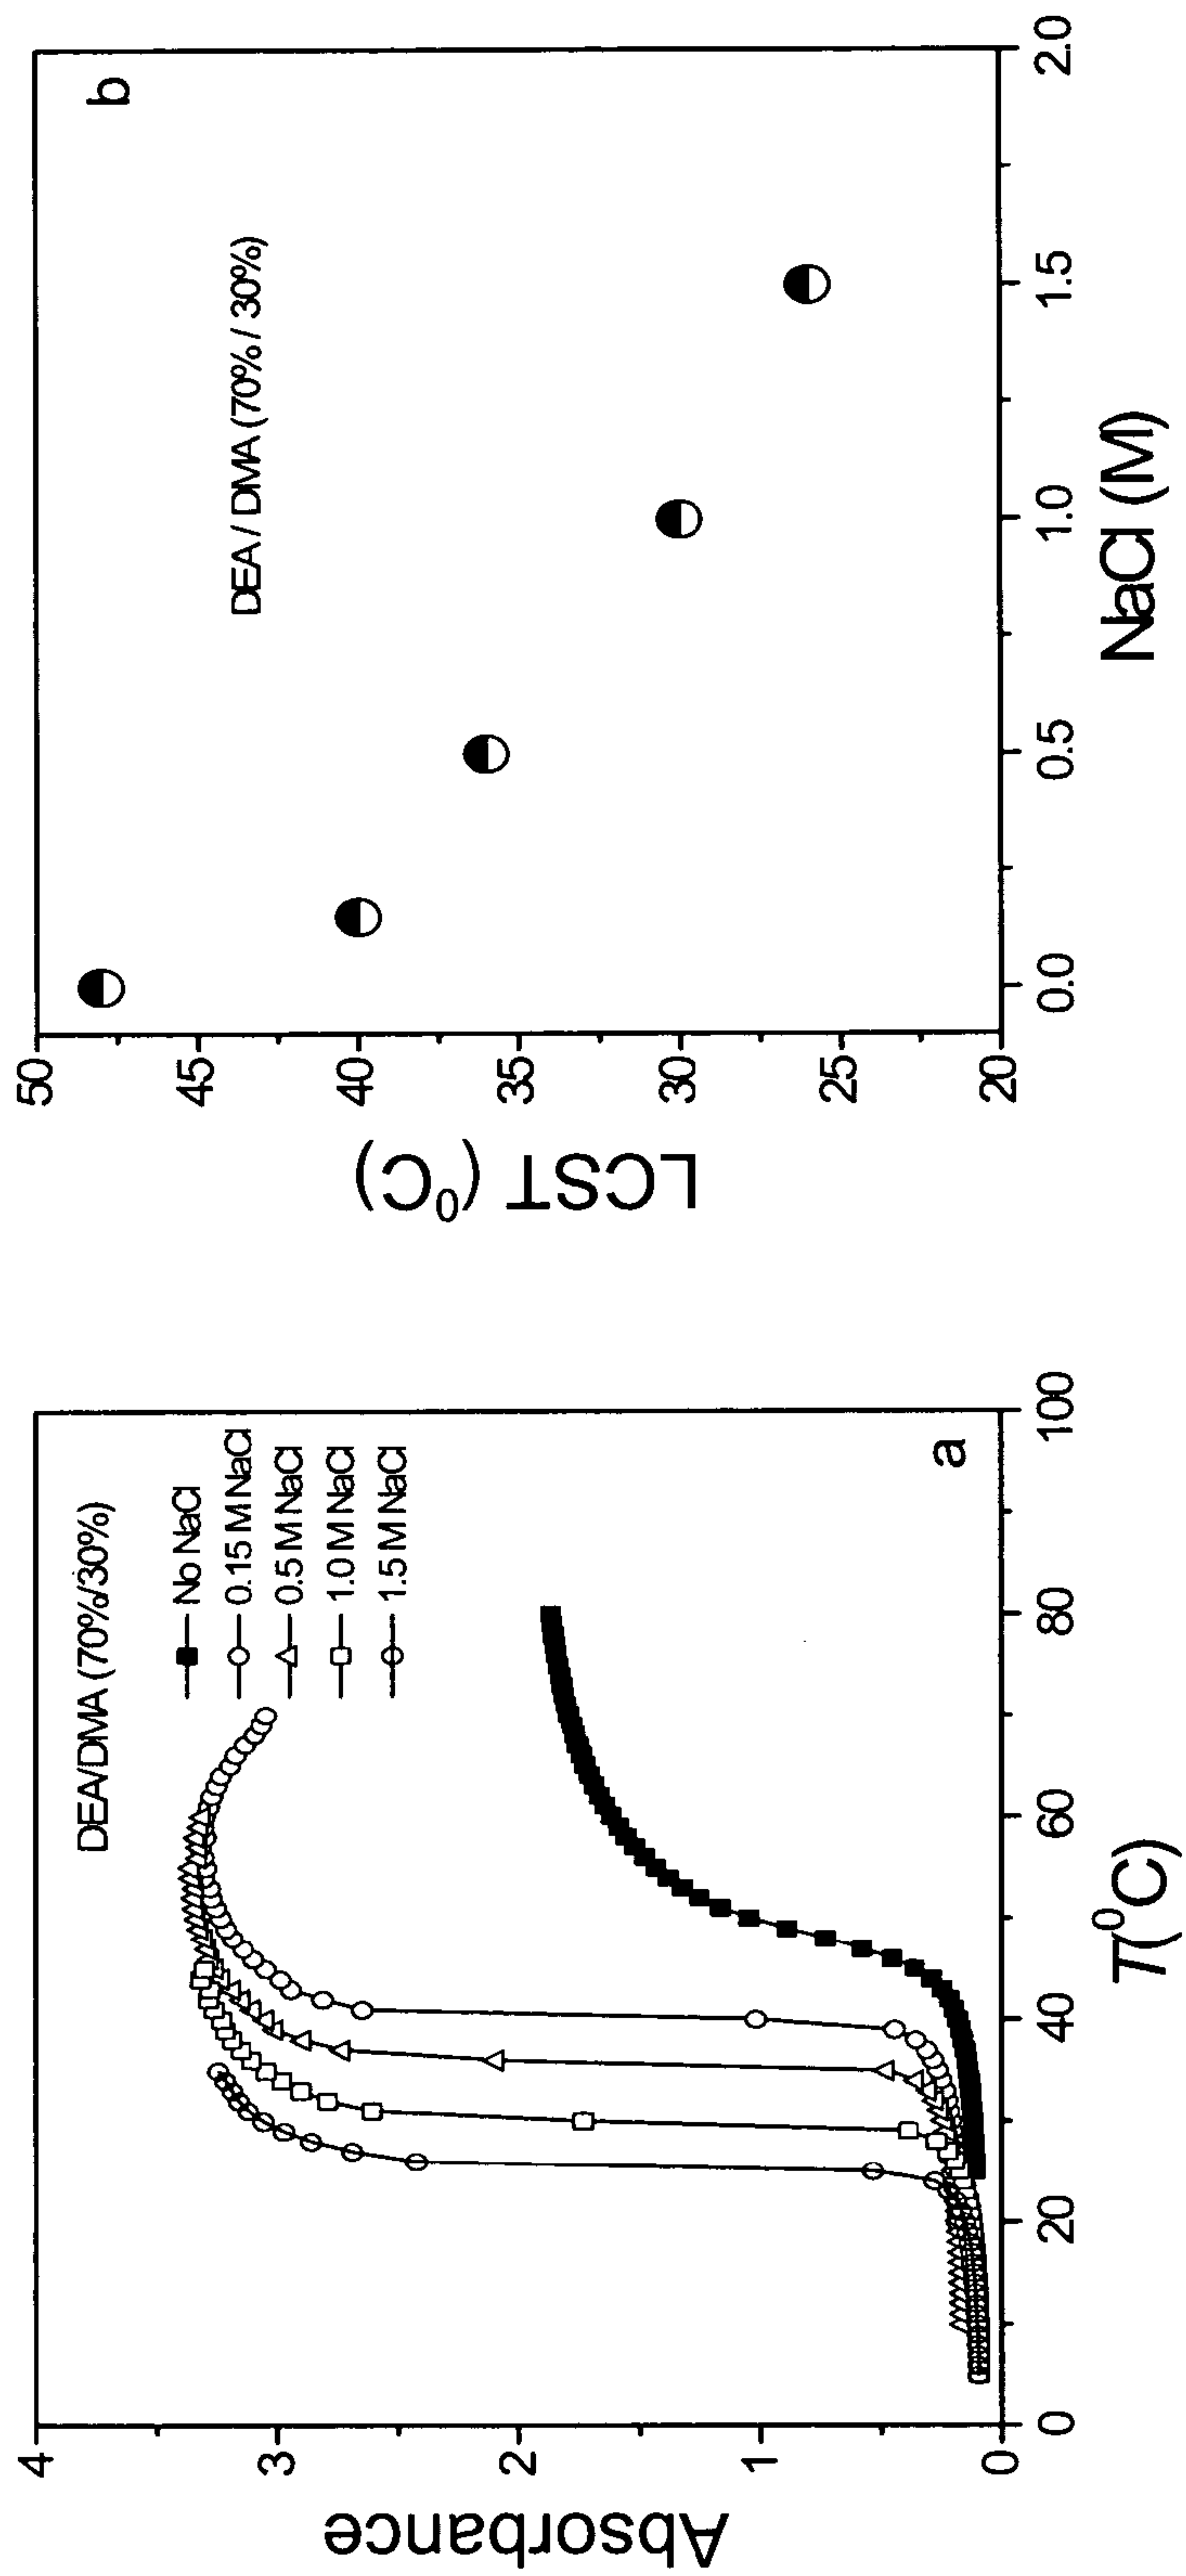 Absorbance
4
3
2
1
0
0
20
40
60
80
100
T(⁰C)
DEA/DMA (70%/30%)
No NaCl
0.15 M NaCl
0.5 M NaCl
1.0 M NaCl
1.5 M NaCl
a
LCST (⁰C)
50
45
40
35
30
25
20
0.0
0.5
1.0
1.5
2.0
NaCl (M)
DEA / DMA (70% / 30%)
b